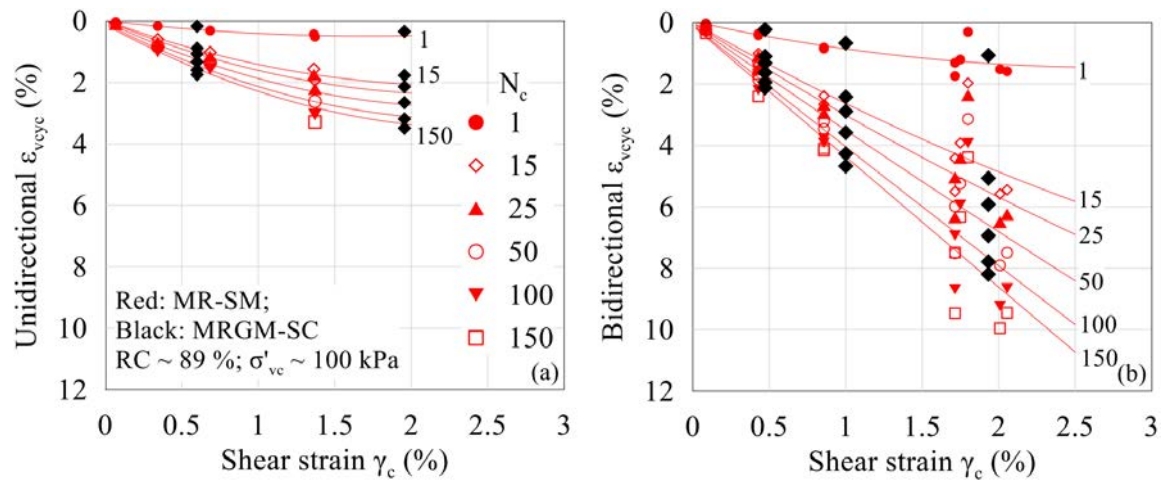 Unidirectional ε_vcyc (%)
0
2
4
6
8
10
12
1
15
150
N_c
1
15
25
50
100
150
Red: MR-SM;
Black: MRGM-SC
RC ~ 89 %; σ'_vc ~ 100 kPa
(a)
0 0.5 1 1.5 2 2.5 3
Shear strain γ_c (%)
Bidirectional ε_vcyc (%)
0
2
4
6
8
10
12
1
15
25
50
100
150
(b)
0 0.5 1 1.5 2 2.5 3
Shear strain γ_c (%)